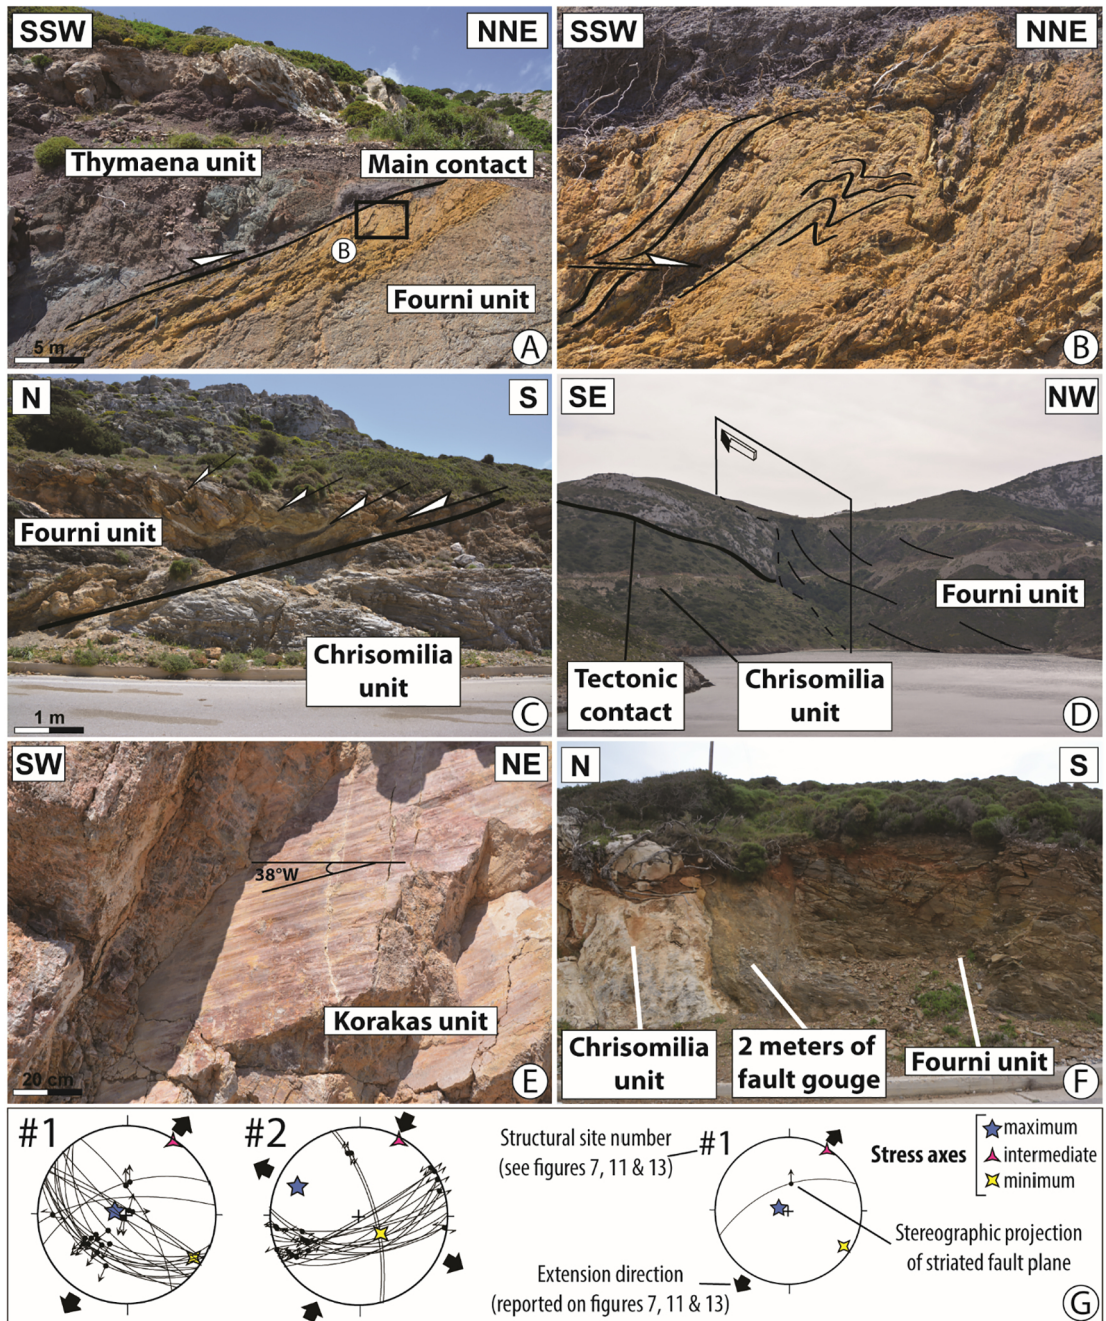 SSW
NNE
Thymaena unit
Main contact
B
Fourni unit
5 m
A
SSW
NNE
B
N
S
Fourni unit
Chrisomilia
unit
1 m
C
SE
NW
Fourni unit
Tectonic
contact
Chrisomilia
unit
D
SW
NE
38°W
Korakas unit
20 cm
E
N
S
Chrisomilia
unit
2 meters of
fault gouge
Fourni unit
F
#1
#2
Structural site number
(see figures 7, 11 & 13)
#1
Stress axes
maximum
intermediate
minimum
Stereographic projection
of striated fault plane
Extension direction
(reported on figures 7, 11 & 13)
G